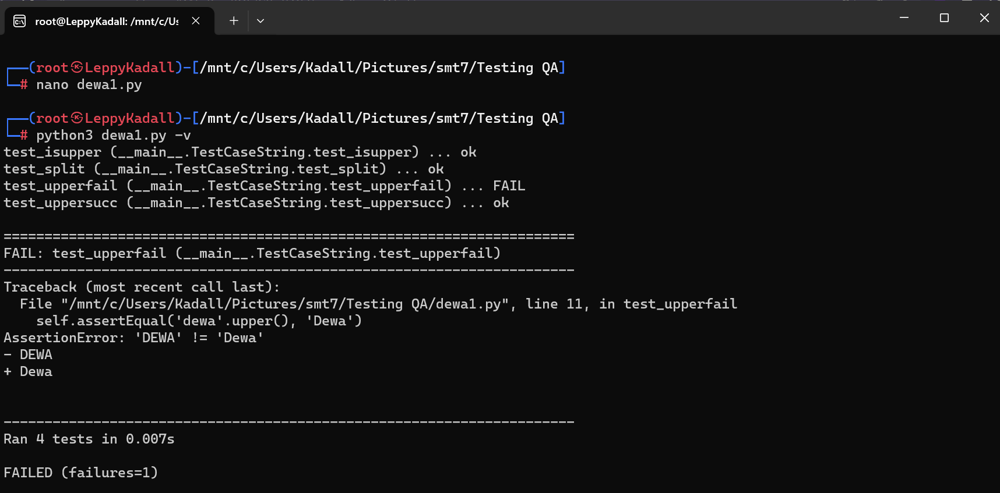 root@LeppyKadall: /mnt/c/Us
┌──(root㉿LeppyKadall)-[/mnt/c/Users/Kadall/Pictures/smt7/Testing QA]
└─# nano dewa1.py
┌──(root㉿LeppyKadall)-[/mnt/c/Users/Kadall/Pictures/smt7/Testing QA]
└─# python3 dewa1.py -v
test_isupper (__main__.TestCaseString.test_isupper) ... ok
test_split (__main__.TestCaseString.test_split) ... ok
test_upperfail (__main__.TestCaseString.test_upperfail) ... FAIL
test_uppersucc (__main__.TestCaseString.test_uppersucc) ... ok
======================================================================
FAIL: test_upperfail (__main__.TestCaseString.test_upperfail)
----------------------------------------------------------------------
Traceback (most recent call last):
  File "/mnt/c/Users/Kadall/Pictures/smt7/Testing QA/dewa1.py", line 11, in test_upperfail
    self.assertEqual('dewa'.upper(), 'Dewa')
AssertionError: 'DEWA' != 'Dewa'
- DEWA
+ Dewa
----------------------------------------------------------------------
Ran 4 tests in 0.007s
FAILED (failures=1)